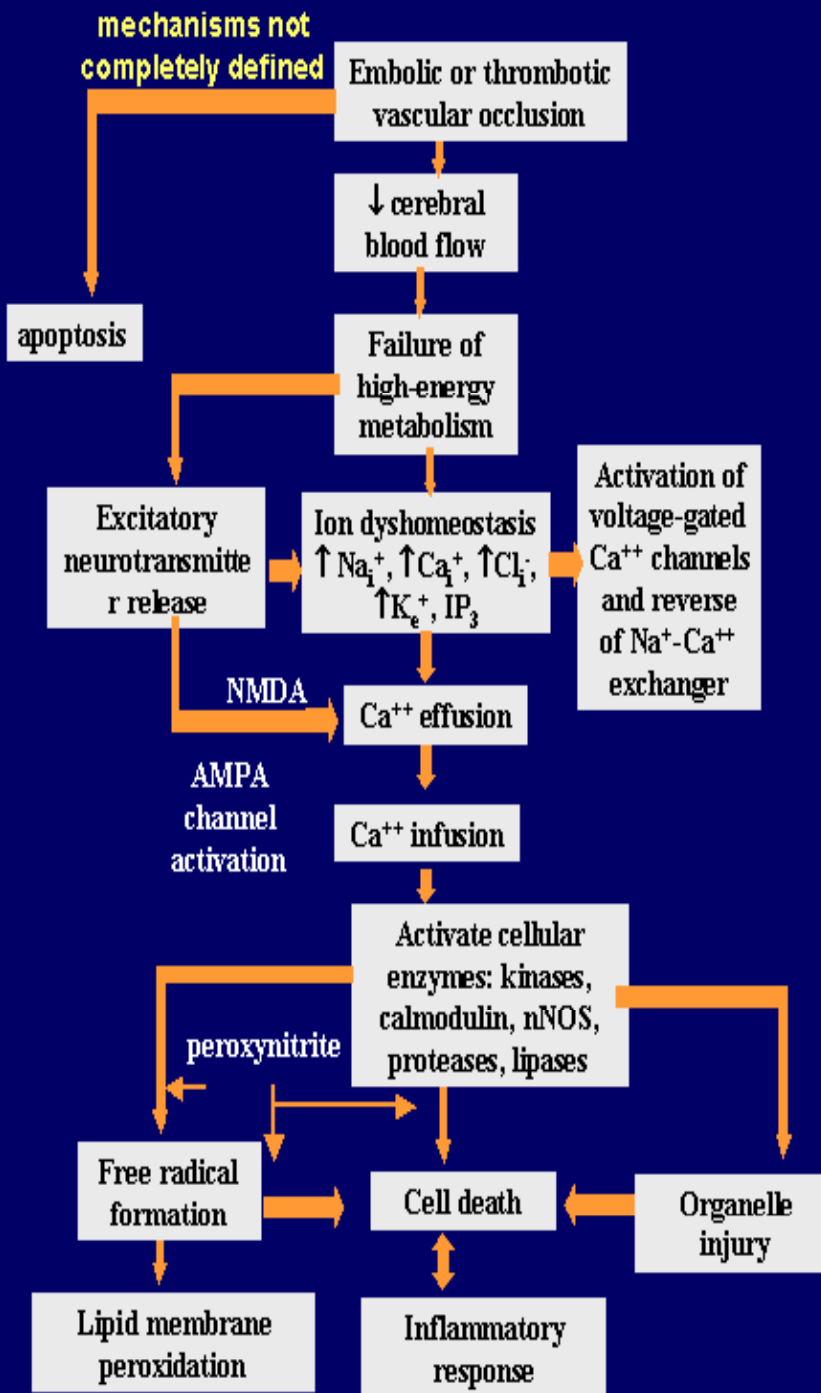 mechanisms not
completely defined
Embolic or thrombotic
vascular occlusion
↓ cerebral
blood flow
apoptosis
Failure of
high-energy
metabolism
Excitatory
neurotransmitte
r release
Ion dyshomeostasis
↑Naᵢ⁺, ↑Caᵢ⁺, ↑Clᵢ⁻,
↑Kₑ⁺, IP₃
Activation of
voltage-gated
Ca⁺⁺ channels
and reverse
of Na⁺-Ca⁺⁺
exchanger
NMDA
Ca⁺⁺ effusion
AMPA
channel
activation
Ca⁺⁺ infusion
Activate cellular
enzymes: kinases,
calmodulin, nNOS,
proteases, lipases
peroxynitrite
Free radical
formation
Cell death
Organelle
injury
Lipid membrane
peroxidation
Inflammatory
response